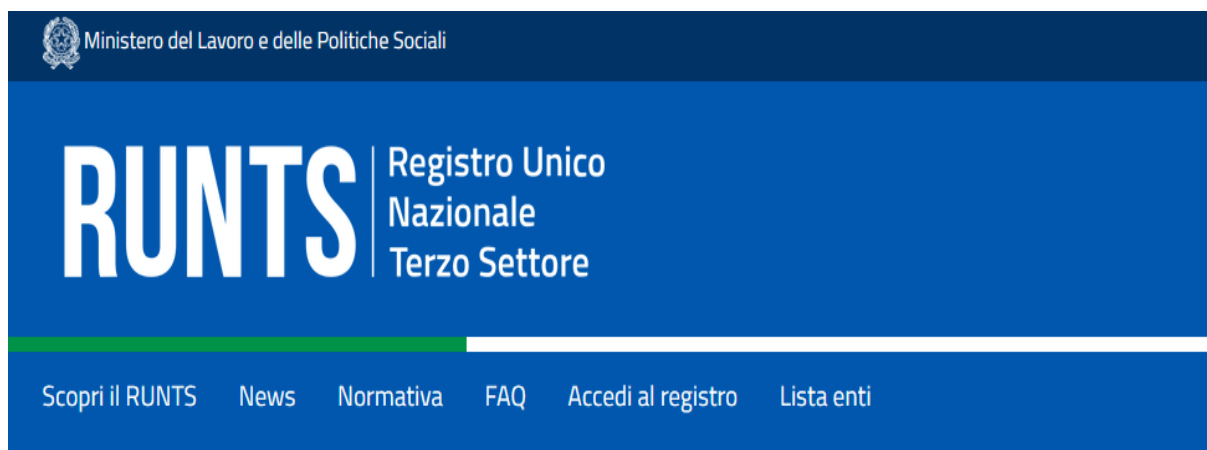 Ministero del Lavoro e delle Politiche Sociali
RUNTS
Registro Unico
Nazionale
Terzo Settore
Scopri il RUNTS News Normativa FAQ Accedi al registro Lista enti